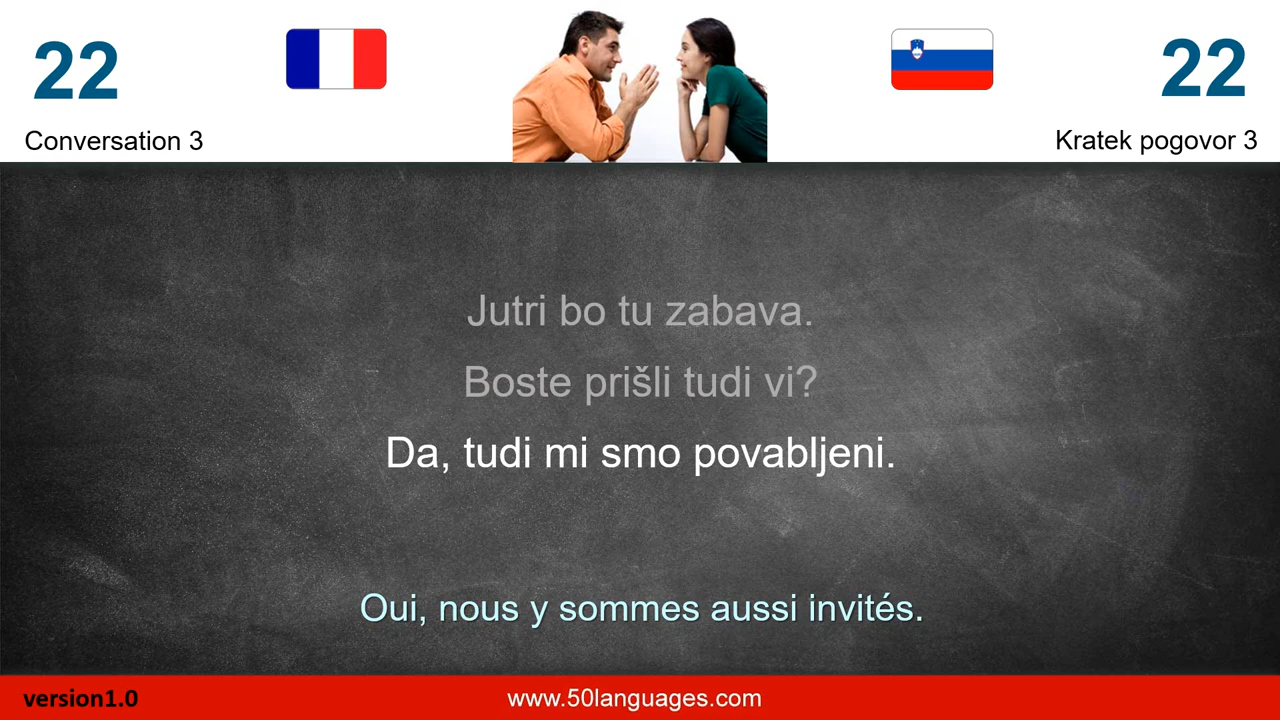 22
22
Conversation 3
Kratek pogovor 3
Jutri bo tu zabava.
Boste prišli tudi vi?
Da, tudi mi smo povabljeni.
Oui, nous y sommes aussi invités.
version1.0
www.50languages.com